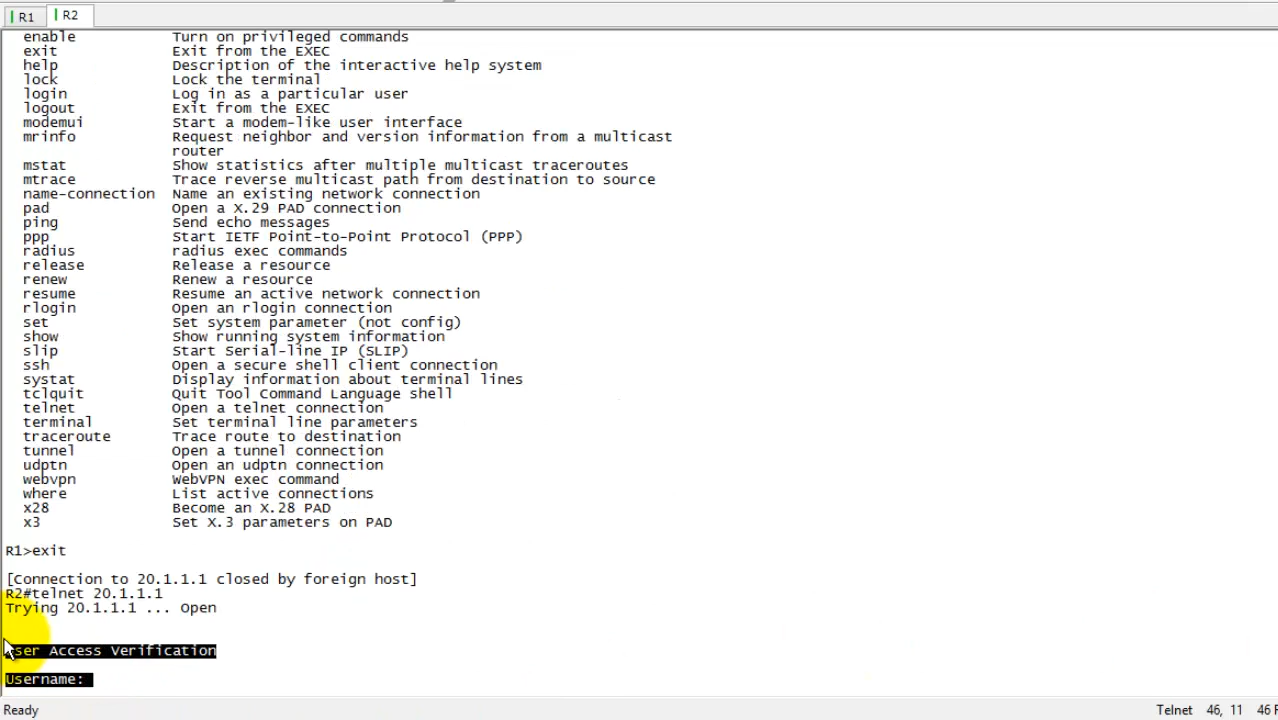 R1
R2
enable Turn on privileged commands
exit Exit from the EXEC
help Description of the interactive help system
lock Lock the terminal
login Log in as a particular user
logout Exit from the EXEC
modemui Start a modem-like user interface
mrinfo Request neighbor and version information from a multicast
router
mstat Show statistics after multiple multicast traceroutes
mtrace Trace reverse multicast path from destination to source
name-connection Name an existing network connection
pad Open a X.29 PAD connection
ping Send echo messages
ppp Start IETF Point-to-Point Protocol (PPP)
radius radius exec commands
release Release a resource
renew Renew a resource
resume Resume an active network connection
rlogin Open an rlogin connection
set Set system parameter (not config)
show Show running system information
slip Start Serial-line IP (SLIP)
ssh Open a secure shell client connection
systat Display information about terminal lines
tclquit Quit Tool Command Language shell
telnet Open a telnet connection
terminal Set terminal line parameters
traceroute Trace route to destination
tunnel Open a tunnel connection
udptn Open an udptn connection
webvpn WebVPN exec command
where List active connections
x28 Become an X.28 PAD
x3 Set X.3 parameters on PAD
R1>exit
[Connection to 20.1.1.1 closed by foreign host]
R2#telnet 20.1.1.1
Trying 20.1.1.1 ... Open
User Access Verification
Username:
Ready Telnet 46, 11 46